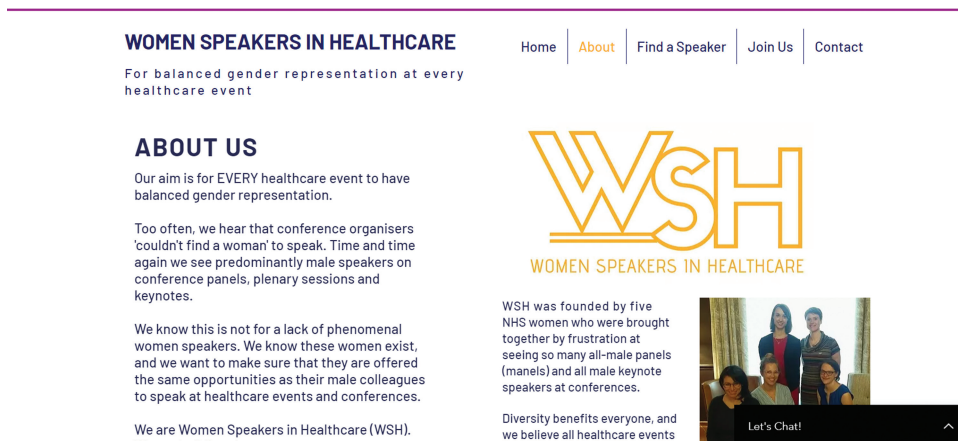 WOMEN SPEAKERS IN HEALTHCARE
For balanced gender representation at every
healthcare event
Home
About
Find a Speaker
Join Us
Contact
ABOUT US
Our aim is for EVERY healthcare event to have
balanced gender representation.
Too often, we hear that conference organisers
'couldn't find a woman' to speak. Time and time
again we see predominantly male speakers on
conference panels, plenary sessions and
keynotes.
We know this is not for a lack of phenomenal
women speakers. We know these women exist,
and we want to make sure that they are offered
the same opportunities as their male colleagues
to speak at healthcare events and conferences.
We are Women Speakers in Healthcare (WSH).
WSH
WOMEN SPEAKERS IN HEALTHCARE
WSH was founded by five
NHS women who were brought
together by frustration at
seeing so many all-male panels
(manels) and all male keynote
speakers at conferences.
Diversity benefits everyone, and
we believe all healthcare events
Let's Chat!